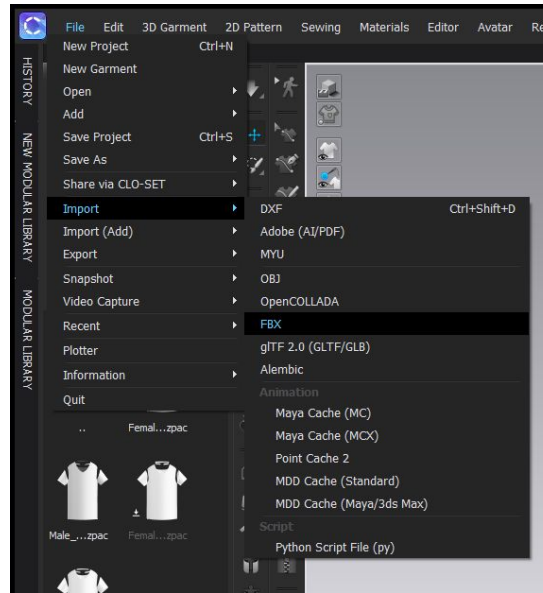 File Edit 3D Garment 2D Pattern Sewing Materials Editor Avatar Re
New Project Ctrl+N
New Garment
Open
Add
Save Project Ctrl+S
Save As
Share via CLO-SET
Import
Import (Add)
Export
Snapshot
Video Capture
Recent
Plotter
Information
Quit
DXF Ctrl+Shift+D
Adobe (AI/PDF)
MYU
OBJ
OpenCOLLADA
FBX
glTF 2.0 (GLTF/GLB)
Alembic
Animation
Maya Cache (MC)
Maya Cache (MCX)
Point Cache 2
MDD Cache (Standard)
MDD Cache (Maya/3ds Max)
Script
Python Script File (py)
HISTORY
NEW MODULAR LIBRARY
MODULAR LIBRARY
.. Femal...zpac
Male_...zpac Femal...zpac